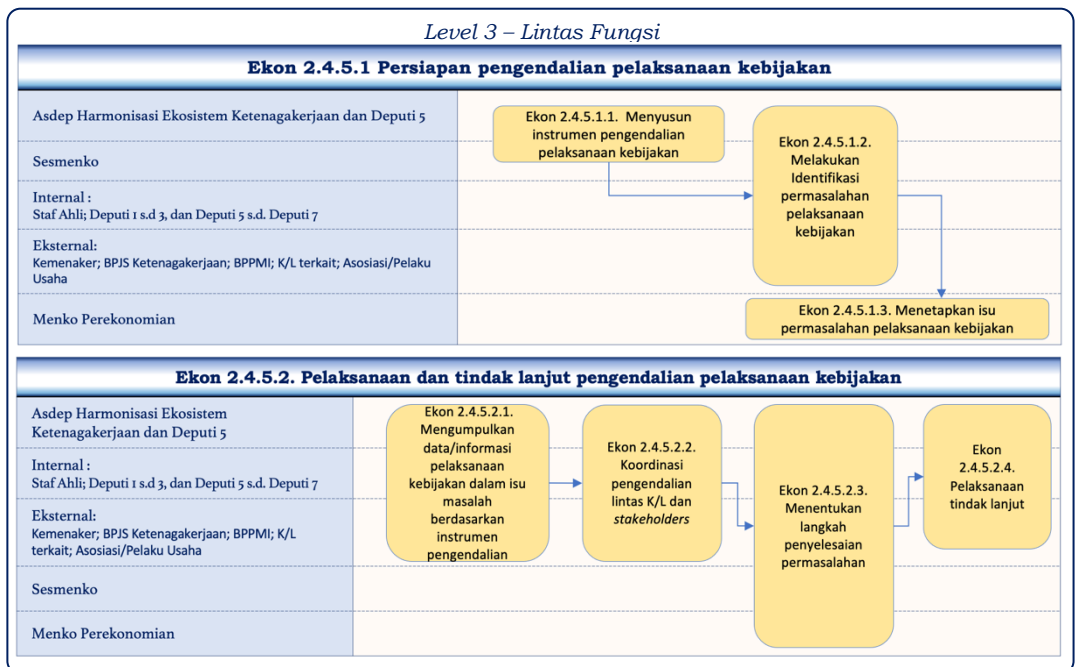 Level 3 – Lintas Fungsi
Ekon 2.4.5.1 Persiapan pengendalian pelaksanaan kebijakan
Asdep Harmonisasi Ekosistem Ketenagakerjaan dan Deputi 5
Sesmenko
Internal :
Staf Ahli; Deputi 1 s.d 3, dan Deputi 5 s.d. Deputi 7
Eksternal:
Kemenaker; BPJS Ketenagakerjaan; BPPMI; K/L terkait; Asosiasi/Pelaku
Usaha
Menko Perekonomian
Ekon 2.4.5.1.1. Menyusun
instrumen pengendalian
pelaksanaan kebijakan
Ekon 2.4.5.1.2.
Melakukan
Identifikasi
permasalahan
pelaksanaan
kebijakan
Ekon 2.4.5.1.3. Menetapkan isu
permasalahan pelaksanaan kebijakan
Ekon 2.4.5.2. Pelaksanaan dan tindak lanjut pengendalian pelaksanaan kebijakan
Asdep Harmonisasi Ekosistem
Ketenagakerjaan dan Deputi 5
Internal :
Staf Ahli; Deputi 1 s.d 3, dan Deputi 5 s.d. Deputi 7
Eksternal:
Kemenaker; BPJS Ketenagakerjaan; BPPMI; K/L
terkait; Asosiasi/Pelaku Usaha
Sesmenko
Menko Perekonomian
Ekon 2.4.5.2.1.
Mengumpulkan
data/informasi
pelaksanaan
kebijakan dalam isu
masalah
berdasarkan
instrumen
pengendalian
Ekon 2.4.5.2.2.
Koordinasi
pengendalian
lintas K/L dan
stakeholders
Ekon 2.4.5.2.3.
Menentukan
langkah
penyelesaian
permasalahan
Ekon
2.4.5.2.4.
Pelaksanaan
tindak lanjut